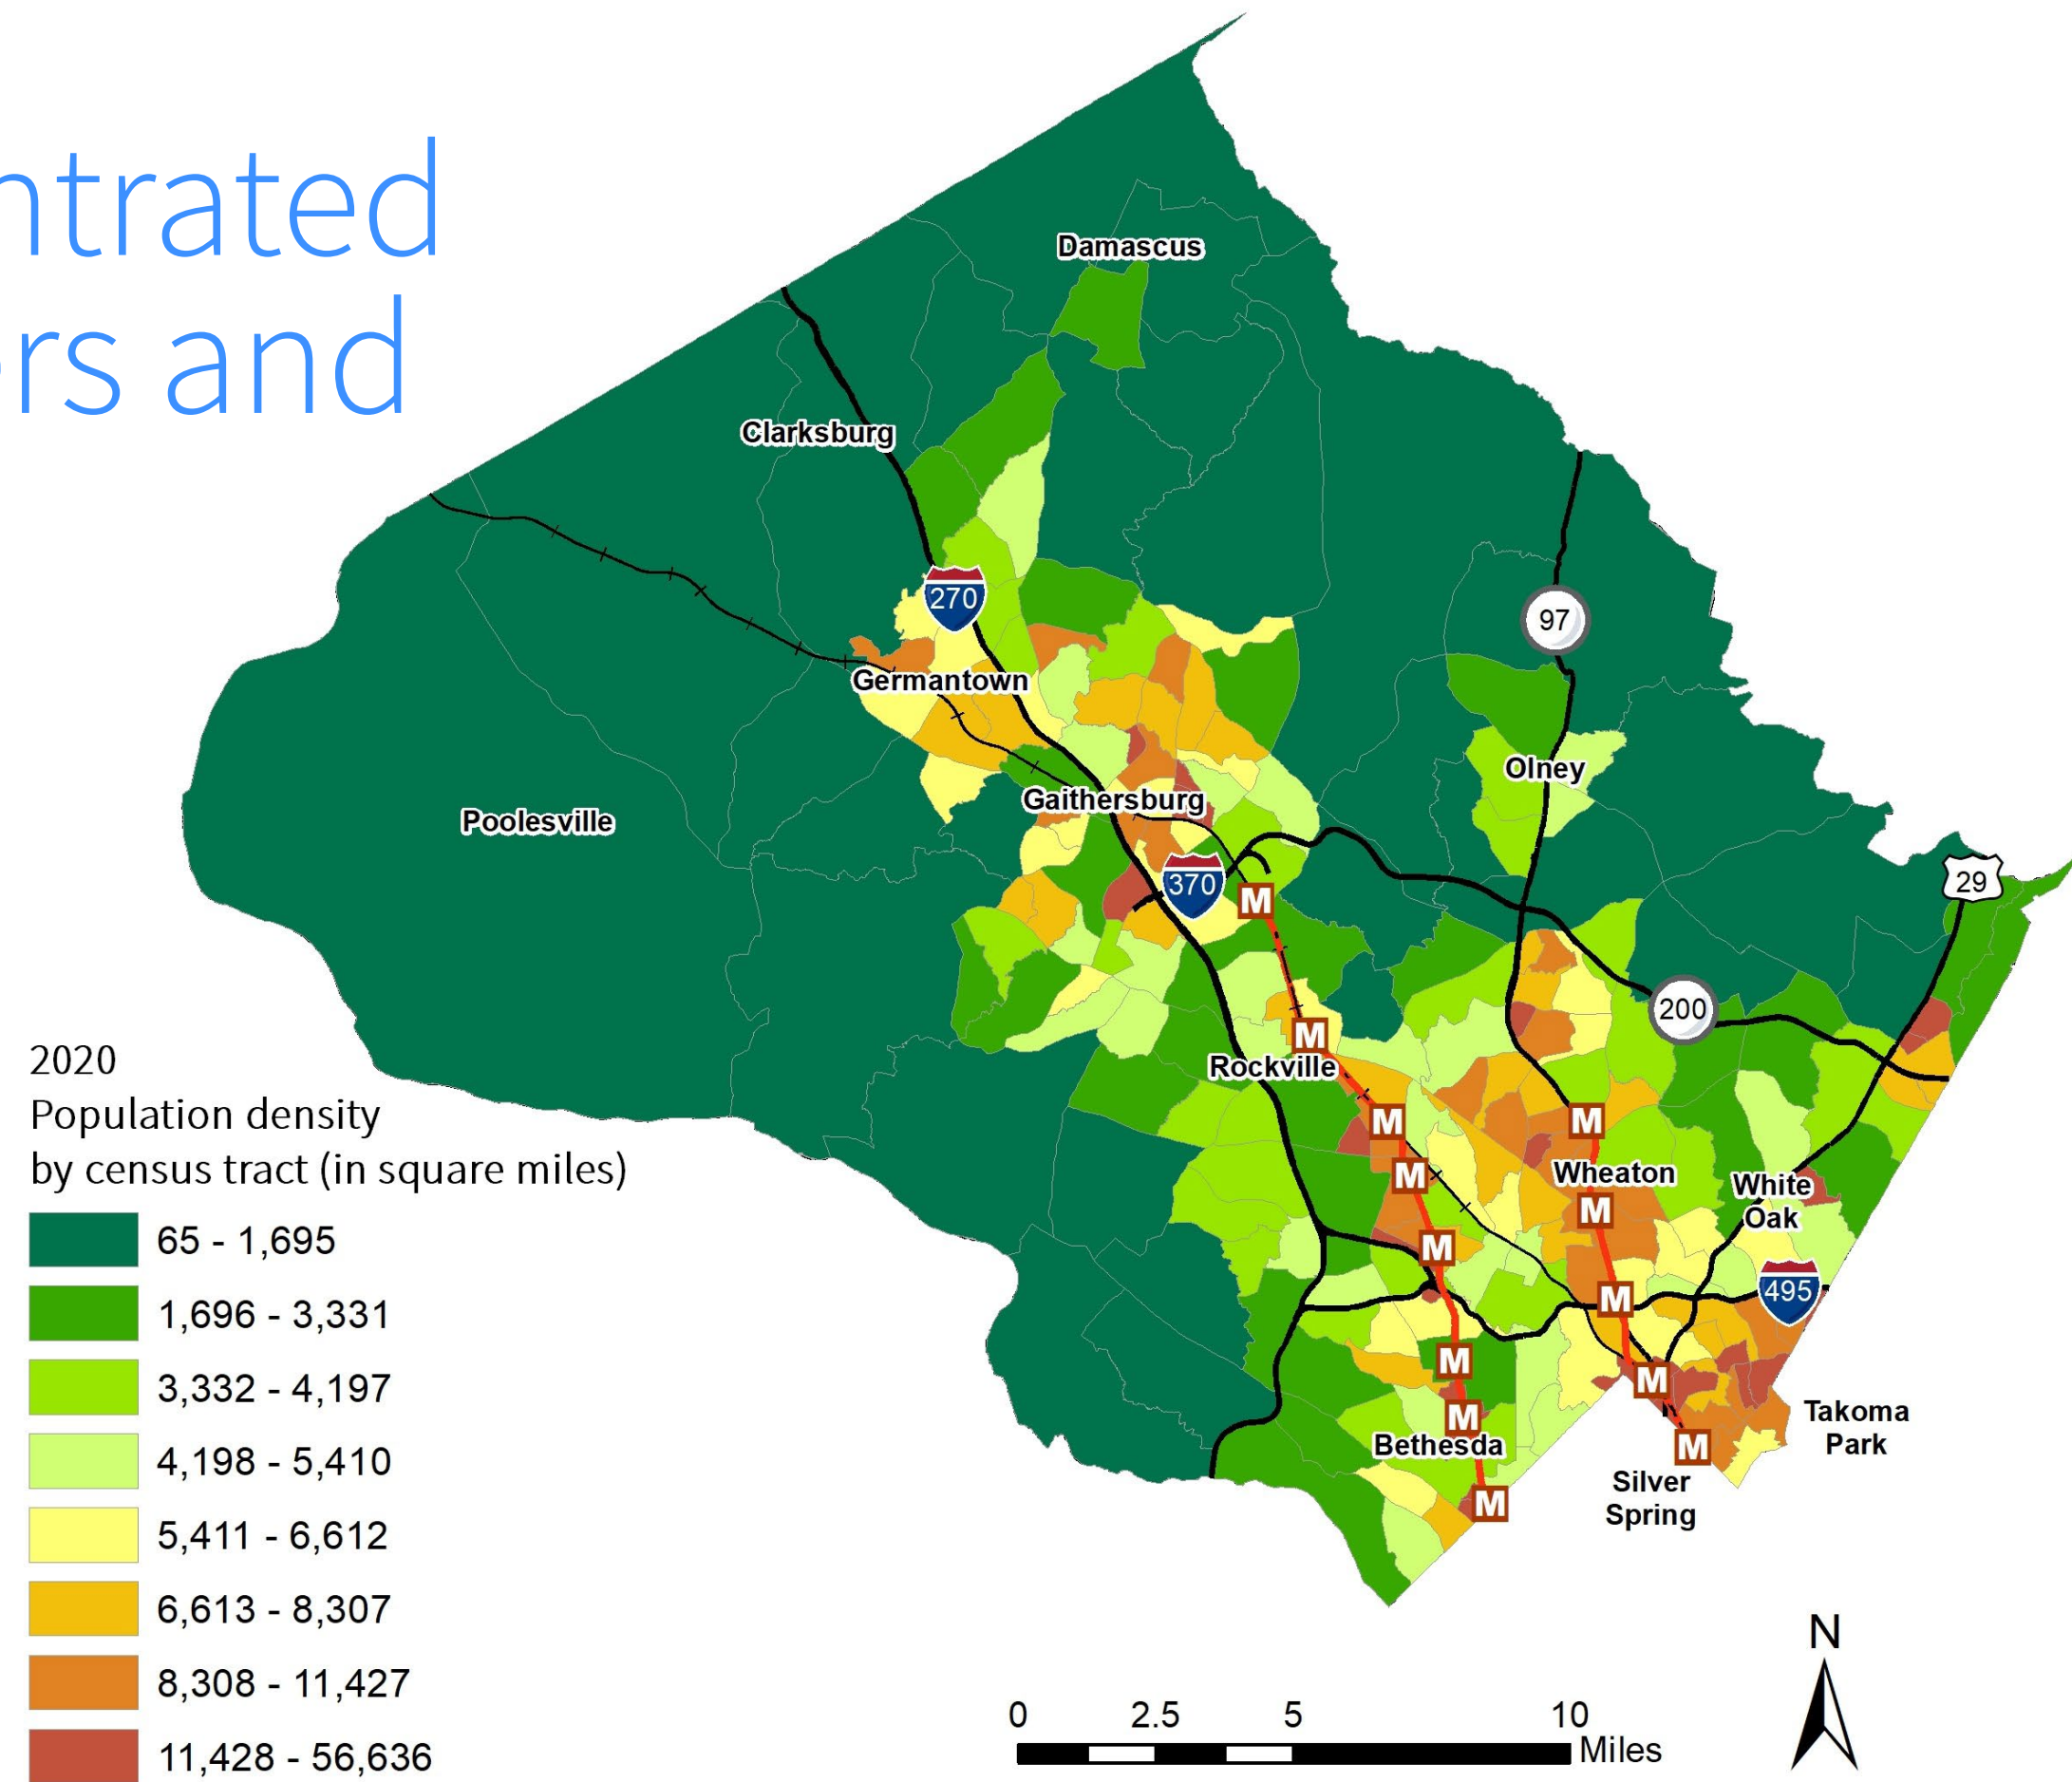 ntrated
rs and
Damascus
Clarksburg
270
97
Germantown
Olney
Gaithersburg
Poolesville
29
370
M
200
M
Rockville
2020
Population density
by census tract (in square miles)
M
M
Wheaton
M
White
Oak
M
M
495
M
M
M
M
Bethesda
Takoma
Park
M
Silver
Spring
M
65 - 1,695
1,696 - 3,331
3,332 - 4,197
4,198 - 5,410
5,411 - 6,612
6,613 - 8,307
8,308 - 11,427
11,428 - 56,636
N
0 2.5 5 10
Miles